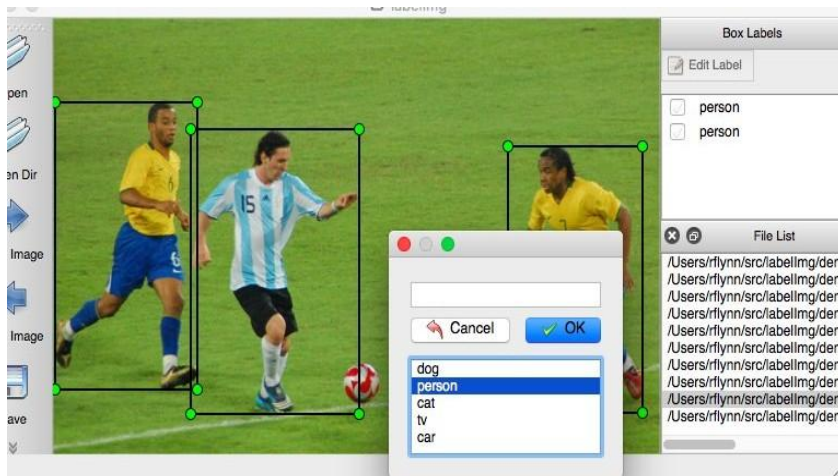 labelImg
pen
en Dir
Image
Image
ave
15
6
7
Cancel
OK
dog
person
cat
tv
car
Box Labels
Edit Label
person
person
File List
/Users/rflynn/src/labelImg/der
/Users/rflynn/src/labelImg/der
/Users/rflynn/src/labelImg/der
/Users/rflynn/src/labelImg/der
/Users/rflynn/src/labelImg/der
/Users/rflynn/src/labelImg/der
/Users/rflynn/src/labelImg/der
/Users/rflynn/src/labelImg/der
/Users/rflynn/src/labelImg/der
/Users/rflynn/src/labelImg/der